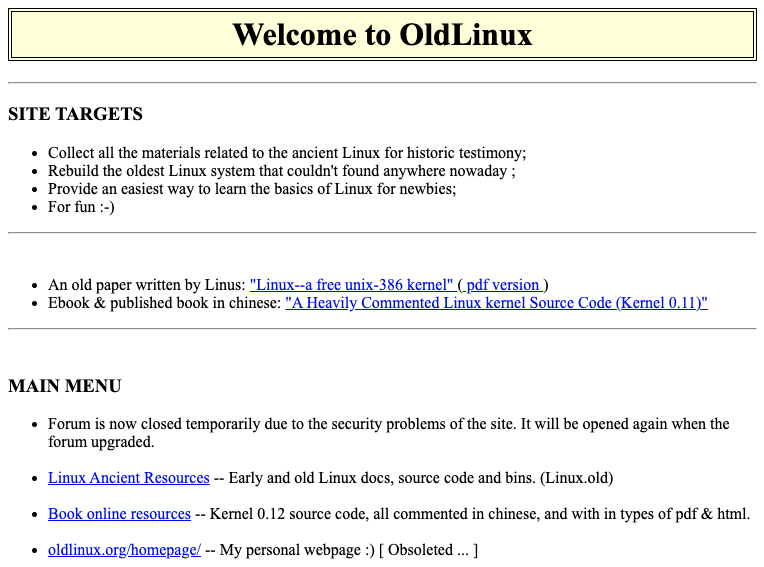 Welcome to OldLinux
SITE TARGETS
Collect all the materials related to the ancient Linux for historic testimony;
Rebuild the oldest Linux system that couldn't found anywhere nowaday ;
Provide an easiest way to learn the basics of Linux for newbies;
For fun :-)
An old paper written by Linus: "Linux--a free unix-386 kernel" ( pdf version )
Ebook & published book in chinese: "A Heavily Commented Linux kernel Source Code (Kernel 0.11)"
MAIN MENU
Forum is now closed temporarily due to the security problems of the site. It will be opened again when the
forum upgraded.
Linux Ancient Resources -- Early and old Linux docs, source code and bins. (Linux.old)
Book online resources -- Kernel 0.12 source code, all commented in chinese, and with in types of pdf & html.
oldlinux.org/homepage/ -- My personal webpage :) [ Obsoleted ... ]